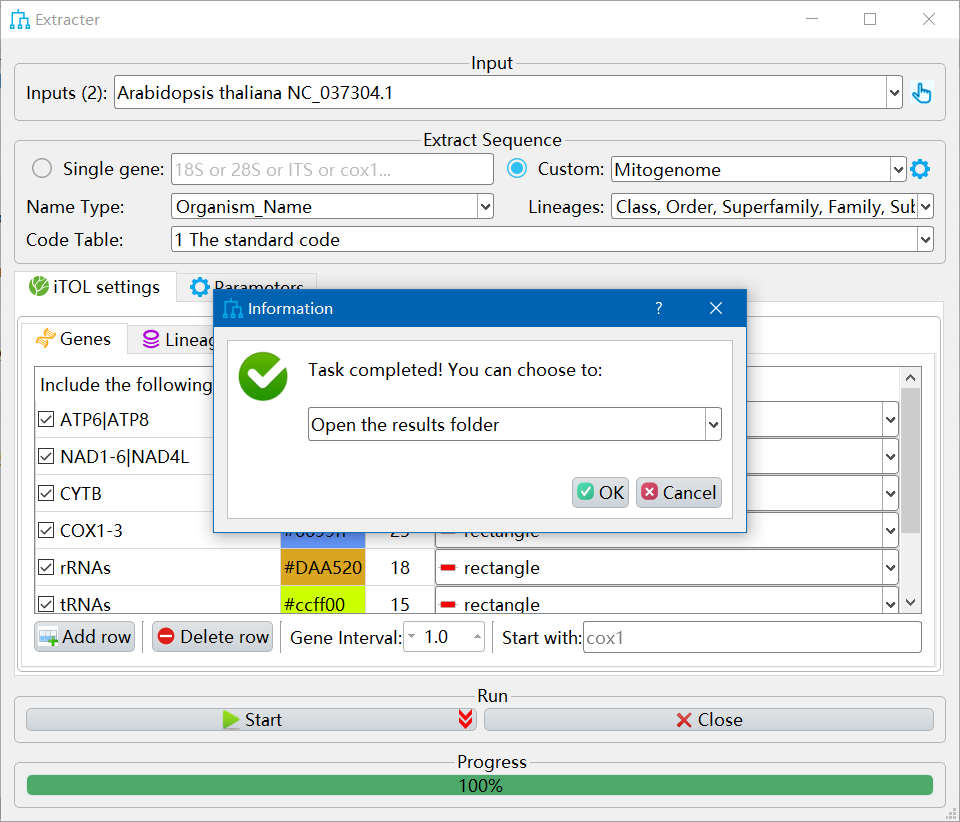 Extracter
Input
Inputs (2): Arabidopsis thaliana NC_037304.1
Extract Sequence
Single gene: 18S or 28S or ITS or cox1... Custom: Mitogenome
Name Type: Organism_Name Lineages: Class, Order, Superfamily, Family,
Code Table: 1 The standard code
iTOL settings Parameters
Information ?
Genes
Task completed! You can choose to:
Include the following
Open the results folder
ATP6|ATP8
NAD1-6|NAD4L
CYTB
OK Cancel
COX1-3 rectangle
rRNAs #DAA520 18 rectangle
tRNAs #ccff00 15 rectangle
Add row Delete row Gene Interval: 1.0 Start with: cox1
Run
Start Close
Progress
100%